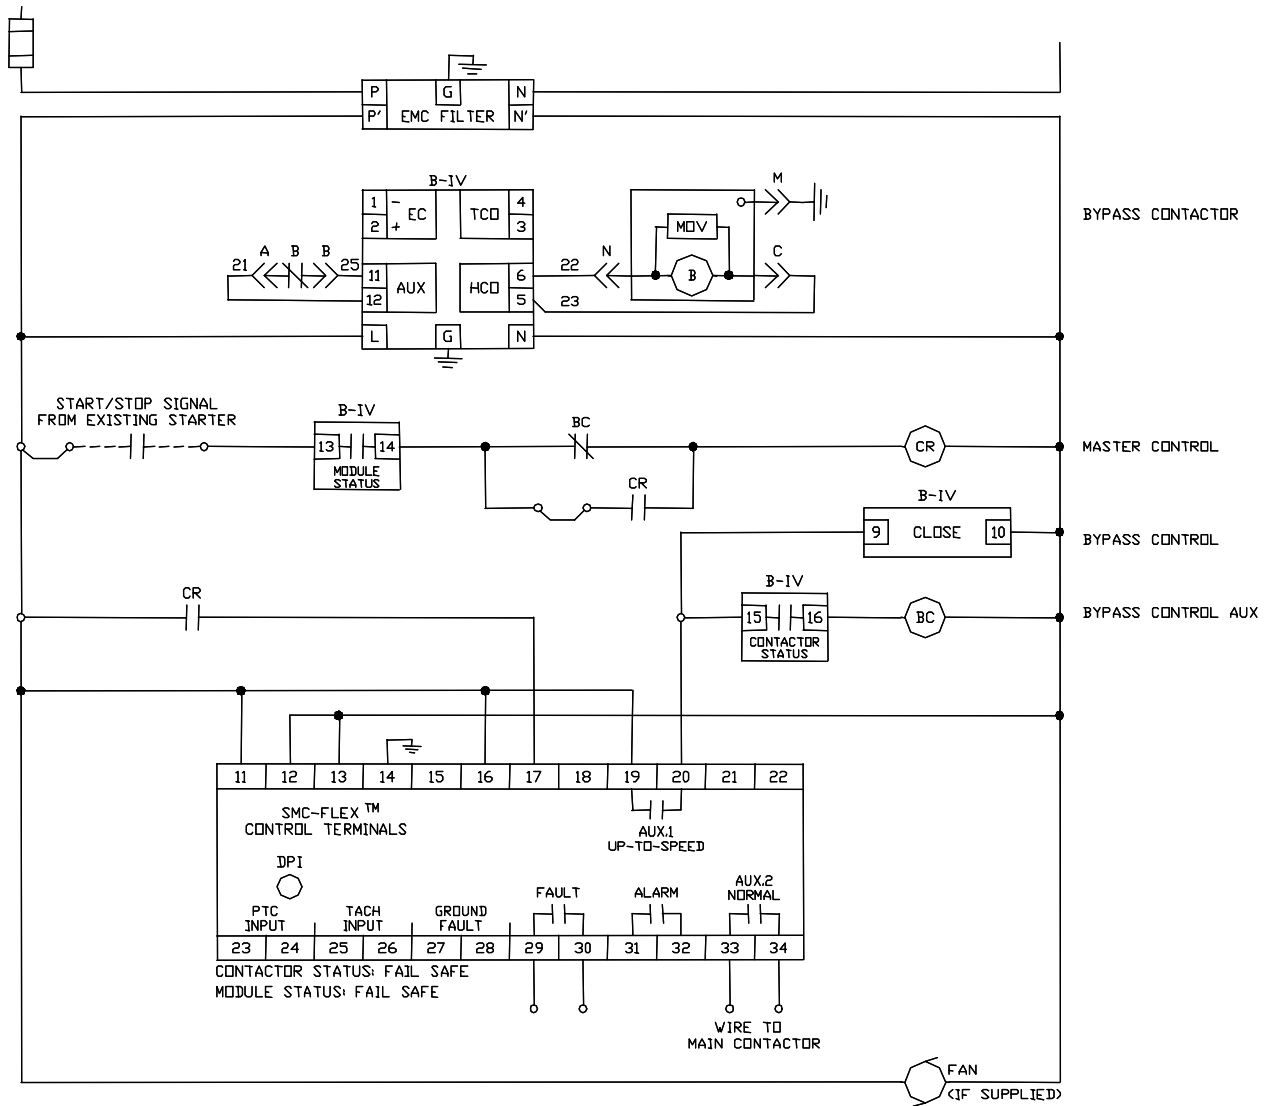 P G N
P' EMC FILTER N'
B-IV
1 - EC TCO 4
2 + 3
M
BYPASS CONTACTOR
MOV
A B B
21 25 11 AUX HCO 6 22 N B C
12 5 23
L G N
START/STOP SIGNAL
FROM EXISTING STARTER
B-IV
13 14
MODULE
STATUS
BC
CR
MASTER CONTROL
CR
B-IV
9 CLOSE 10
BYPASS CONTROL
B-IV
15 16
CONTACTOR
STATUS
BC
BYPASS CONTROL AUX
CR
11 12 13 14 15 16 17 18 19 20 21 22
SMC-FLEX™
CONTROL TERMINALS
AUX.1
UP-TO-SPEED
DPI
FAULT
ALARM
AUX.2
NORMAL
PTC
INPUT
TACH
INPUT
GROUND
FAULT
23 24 25 26 27 28 29 30 31 32 33 34
CONTACTOR STATUS: FAIL SAFE
MODULE STATUS: FAIL SAFE
WIRE TO
MAIN CONTACTOR
FAN
(IF SUPPLIED)